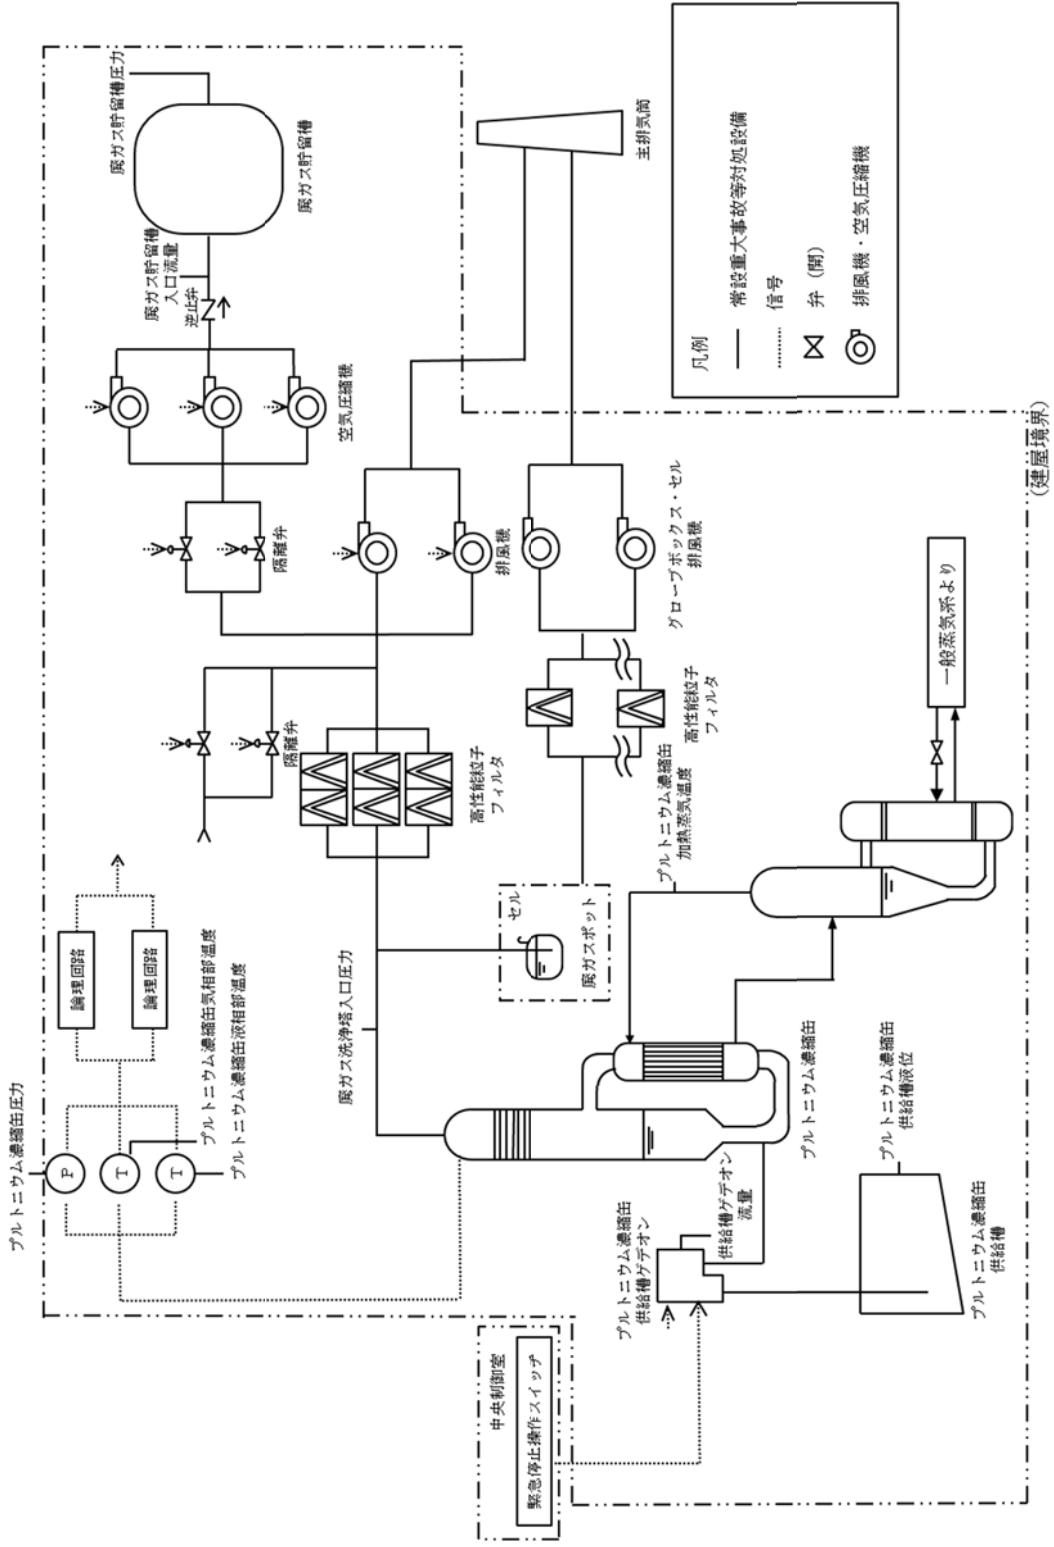 プルトニウム濃縮缶圧力
P
T
T
プルトニウム濃縮缶気相部温度
プルトニウム濃縮缶液相部温度
論理回路
論理回路
隔離弁
隔離弁
空気圧縮機
逆止弁
廃ガス貯留槽
入口流量
廃ガス貯留槽圧力
廃ガス貯留槽
中央制御室
緊急停止操作スイッチ
廃ガス洗浄塔入口圧力
高性能粒子
フィルタ
排風機
セル
廃ガスポット
高性能粒子
フィルタ
グローブボックス・セル
排風機
主排気筒
プルトニウム濃縮缶
供給槽ゲデオン
供給槽ゲデオン
流量
プルトニウム濃縮缶
プルトニウム濃縮缶
加熱蒸気温度
一般蒸気系より
プルトニウム濃縮缶
供給槽液位
プルトニウム濃縮缶
供給槽
(建屋境界)
凡例
常設重大事故等対処設備
信号
弁 (開)
排風機・空気圧縮機